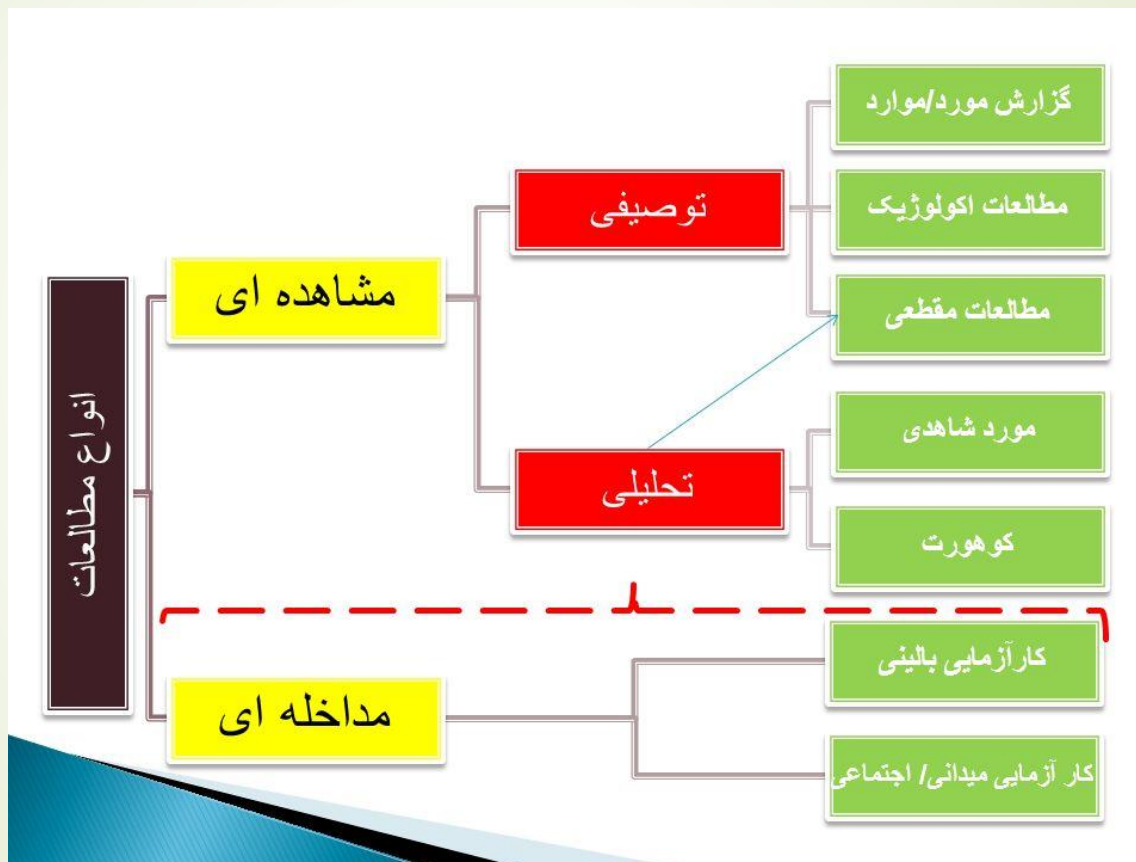 انواع مطالعات
مشاهده ای
توصیفی
گزارش مورد/موارد
مطالعات اکولوژیک
مطالعات مقطعی
تحلیلی
مورد شاهدی
کوهورت
مداخله ای
کارآزمایی بالینی
کار آزمایی میدانی/ اجتماعی